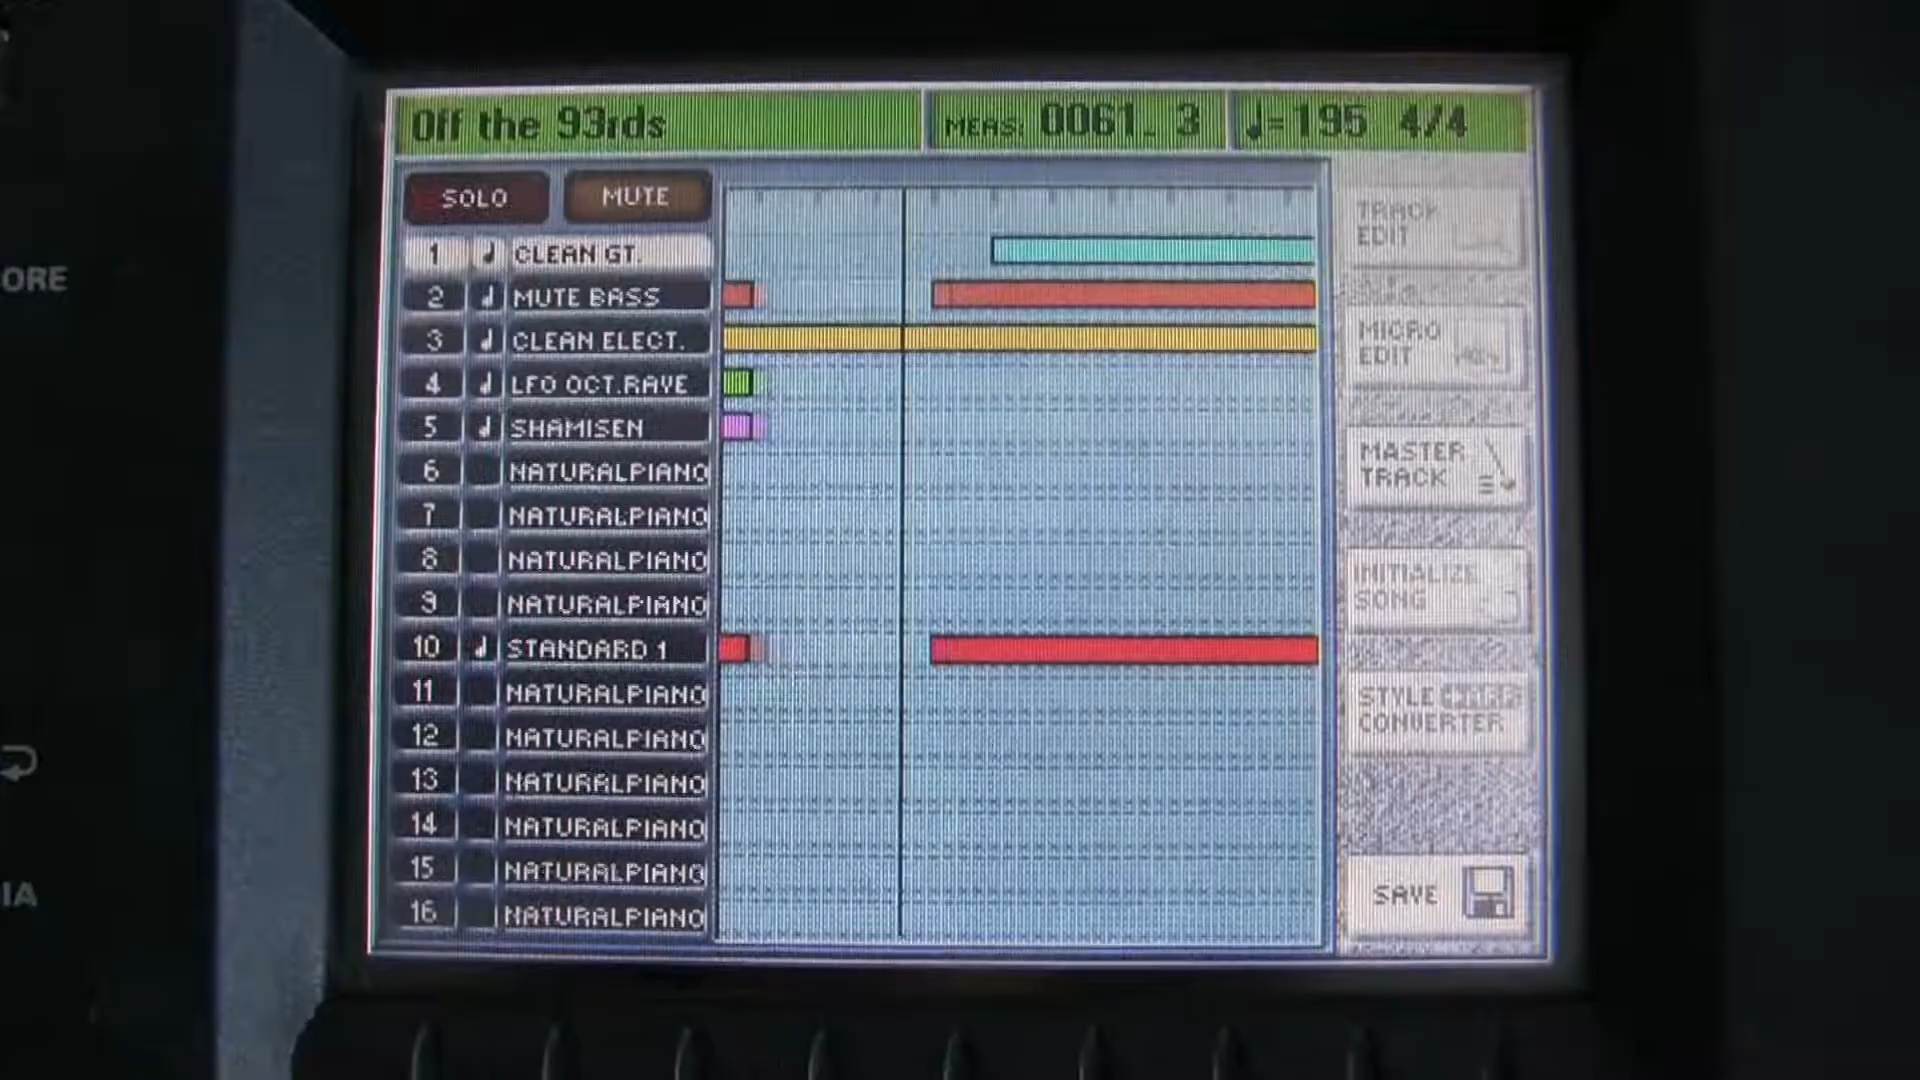 Off the 93rds MEAS: 0061. 3 ♩=195 4/4
SOLO MUTE
1 CLEAN GT.
2 MUTE BASS
3 CLEAN ELECT.
4 LFO OCT.RAVE
5 SHAMISEN
6 NATURALPIANO
7 NATURALPIANO
8 NATURALPIANO
9 NATURALPIANO
10 STANDARD 1
11 NATURALPIANO
12 NATURALPIANO
13 NATURALPIANO
14 NATURALPIANO
15 NATURALPIANO
16 NATURALPIANO
TRACK
EDIT
MICRO
EDIT
MASTER
TRACK
INITIALIZE
SONG
STYLE
CONVERTER
SAVE
ORE
IA